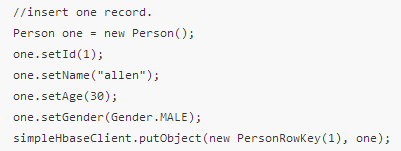 //insert one record.
Person one = new Person();
one.setId(1);
one.setName("allen");
one.setAge(30);
one.setGender(Gender.MALE);
simpleHbaseClient.putObject(new PersonRowKey(1), one);